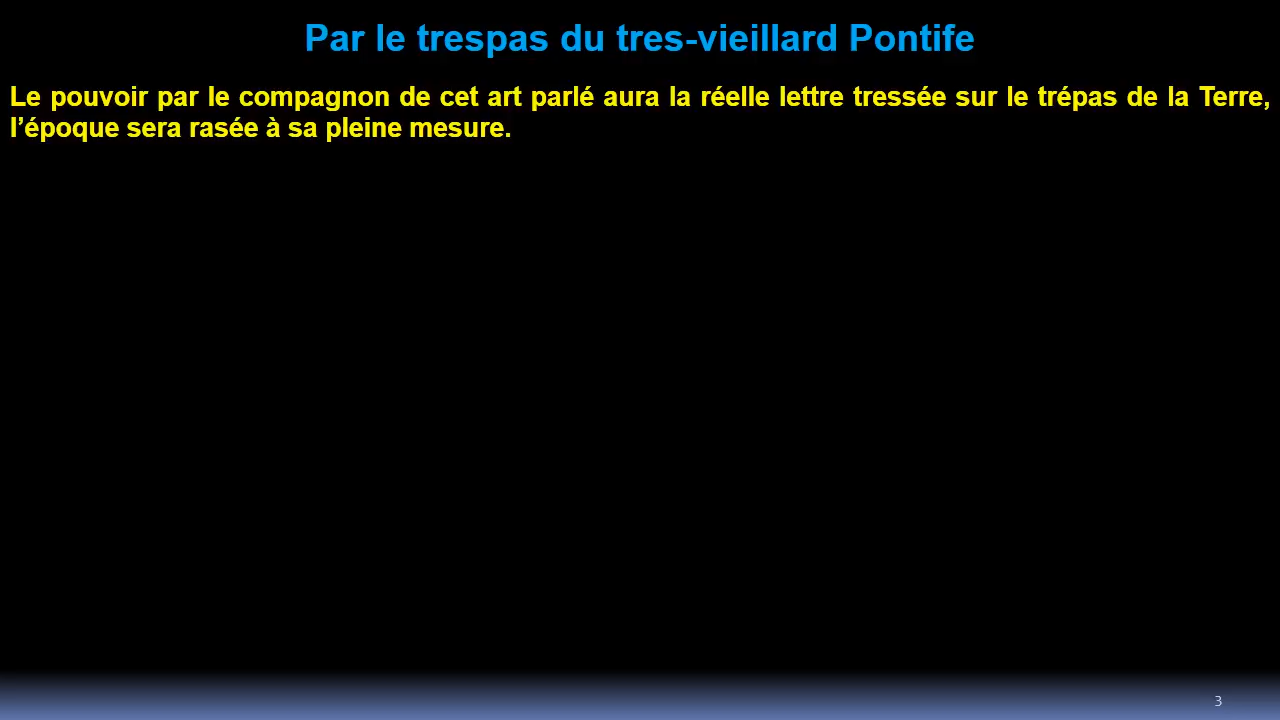 Par le trespas du tres-vieillard Pontife
Le pouvoir par le compagnon de cet art parlé aura la réelle lettre tressée sur le trépas de la Terre,
l’époque sera rasée à sa pleine mesure.
3